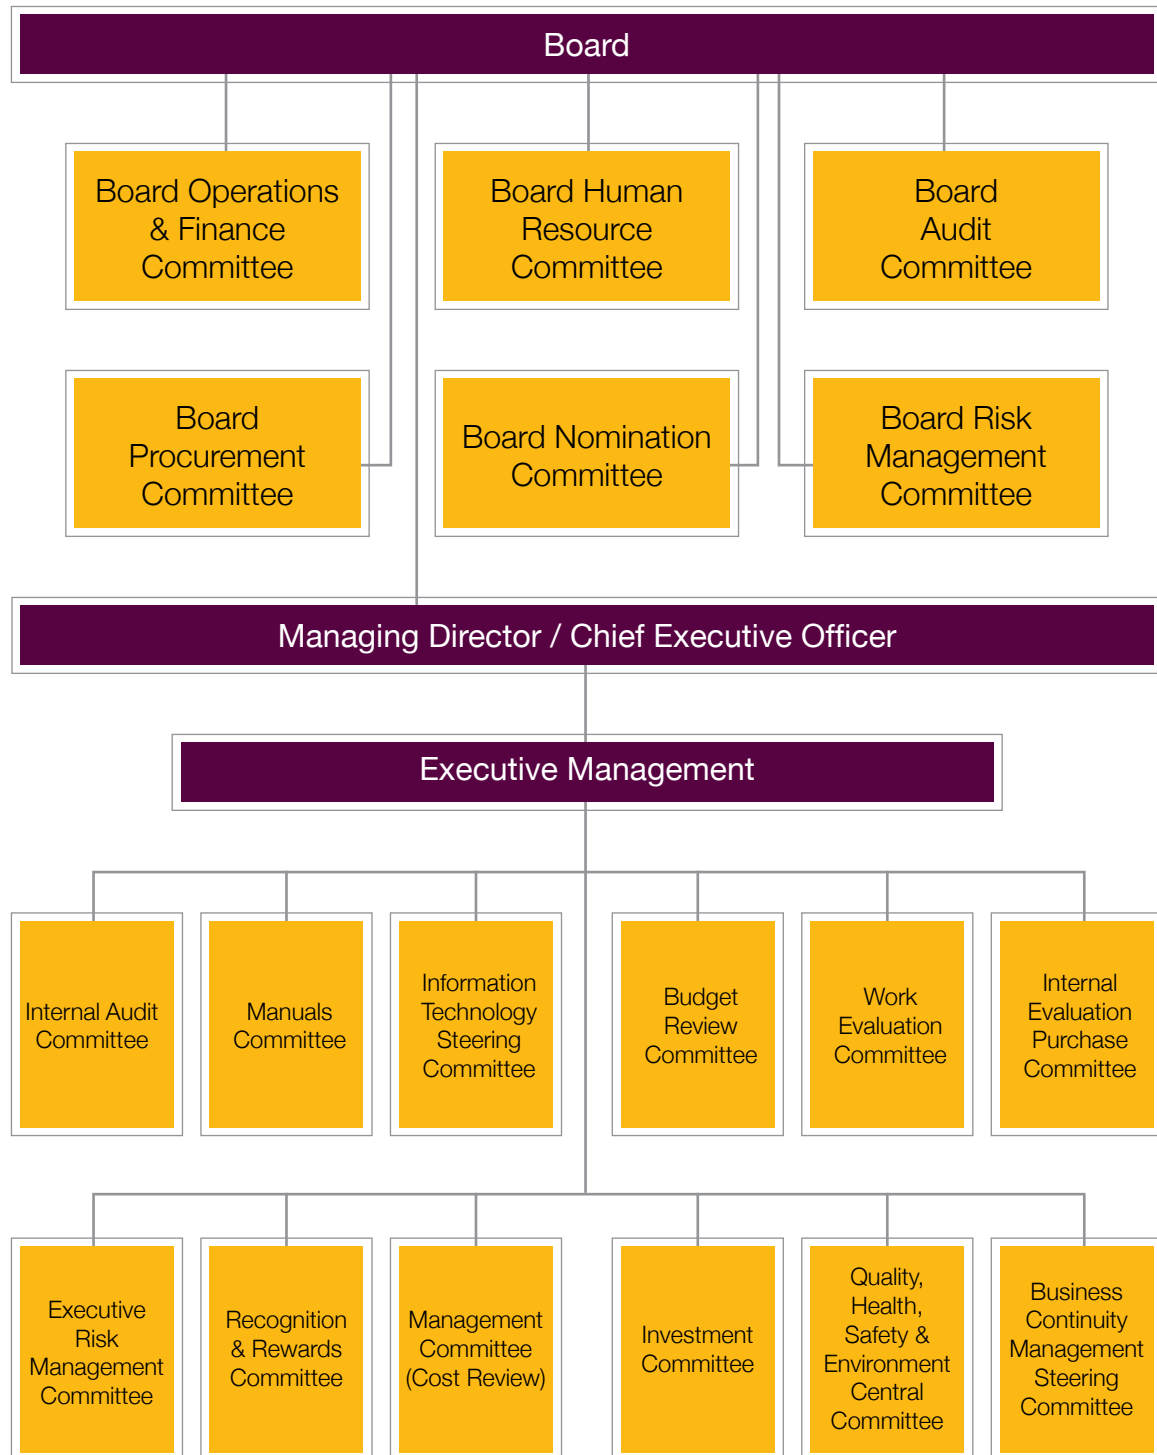 Board
Board Operations
& Finance
Committee
Board Human
Resource
Committee
Board
Audit
Committee
Board
Procurement
Committee
Board Nomination
Committee
Board Risk
Management
Committee
Managing Director / Chief Executive Officer
Executive Management
Internal Audit
Committee
Manuals
Committee
Information
Technology
Steering
Committee
Budget
Review
Committee
Work
Evaluation
Committee
Internal
Evaluation
Purchase
Committee
Executive
Risk
Management
Committee
Recognition
& Rewards
Committee
Management
Committee
(Cost Review)
Investment
Committee
Quality,
Health,
Safety &
Environment
Central
Committee
Business
Continuity
Management
Steering
Committee